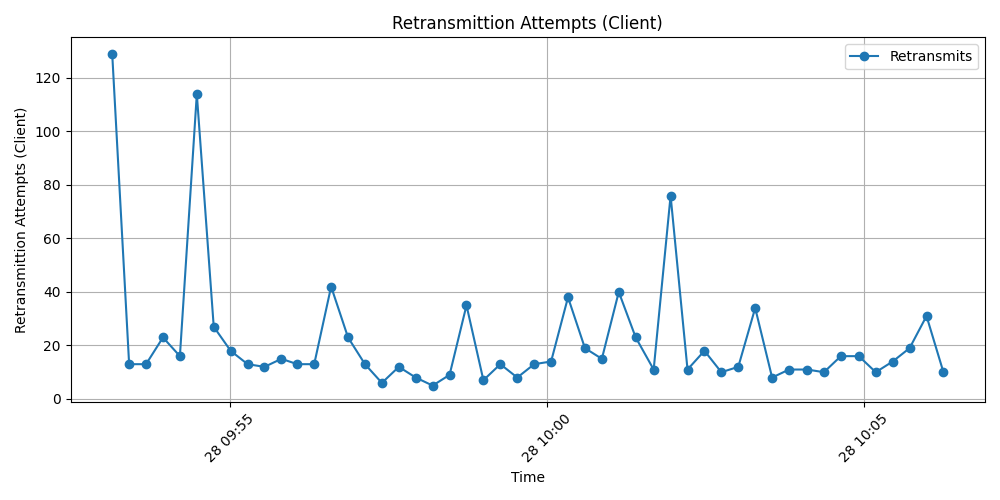 Retransmittion Attempts (Client)
Retransmits
Retransmittion Attempts (Client)
120
100
80
60
40
20
0
28 09:55
28 10:00
28 10:05
Time